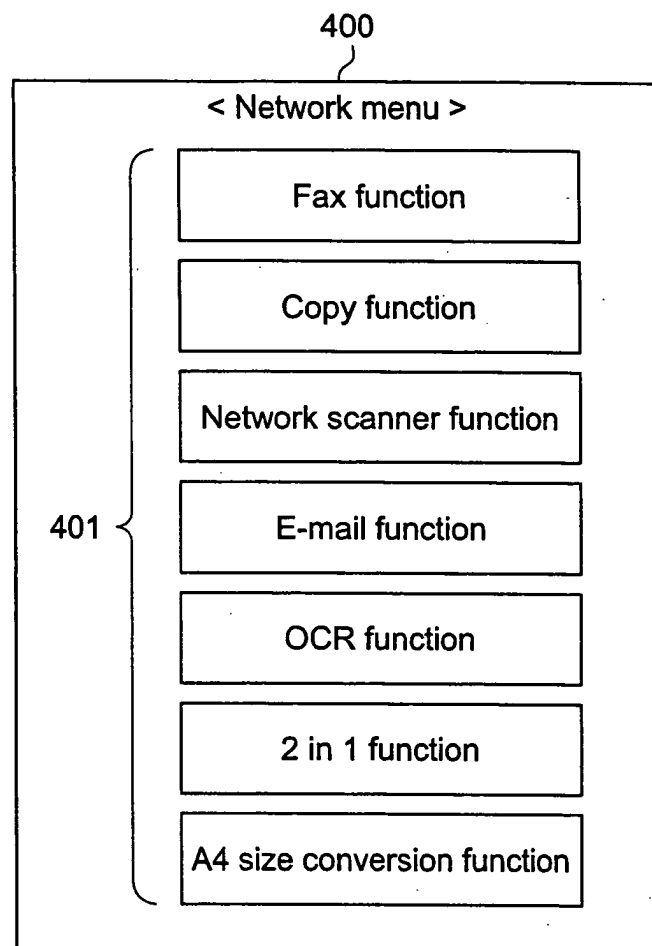 400
< Network menu >
Fax function
Copy function
Network scanner function
401
E-mail function
OCR function
2 in 1 function
A4 size conversion function